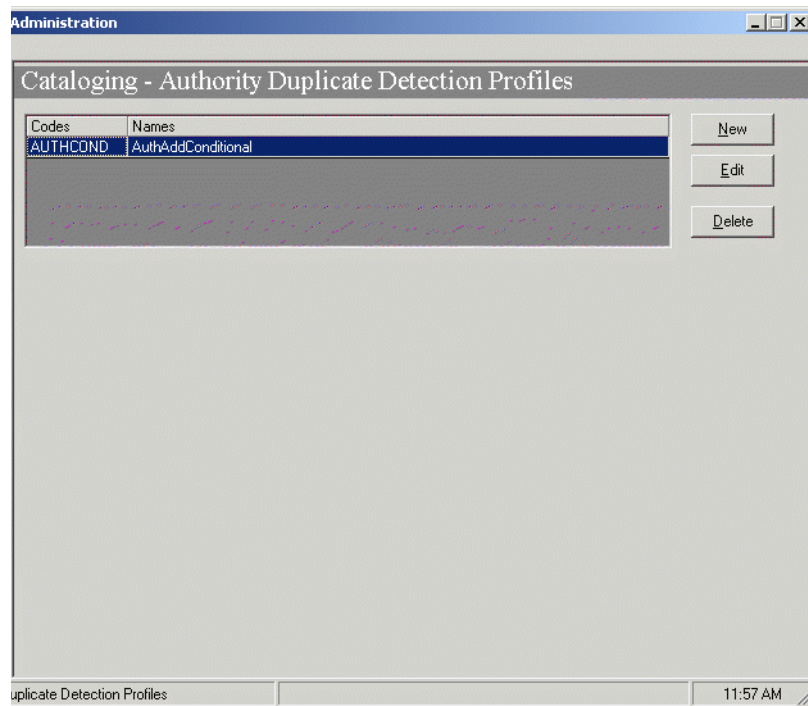 Administration
Cataloging - Authority Duplicate Detection Profiles
Codes Names
AUTHCOND AuthAddConditional
New
Edit
Delete
uplicate Detection Profiles 11:57 AM